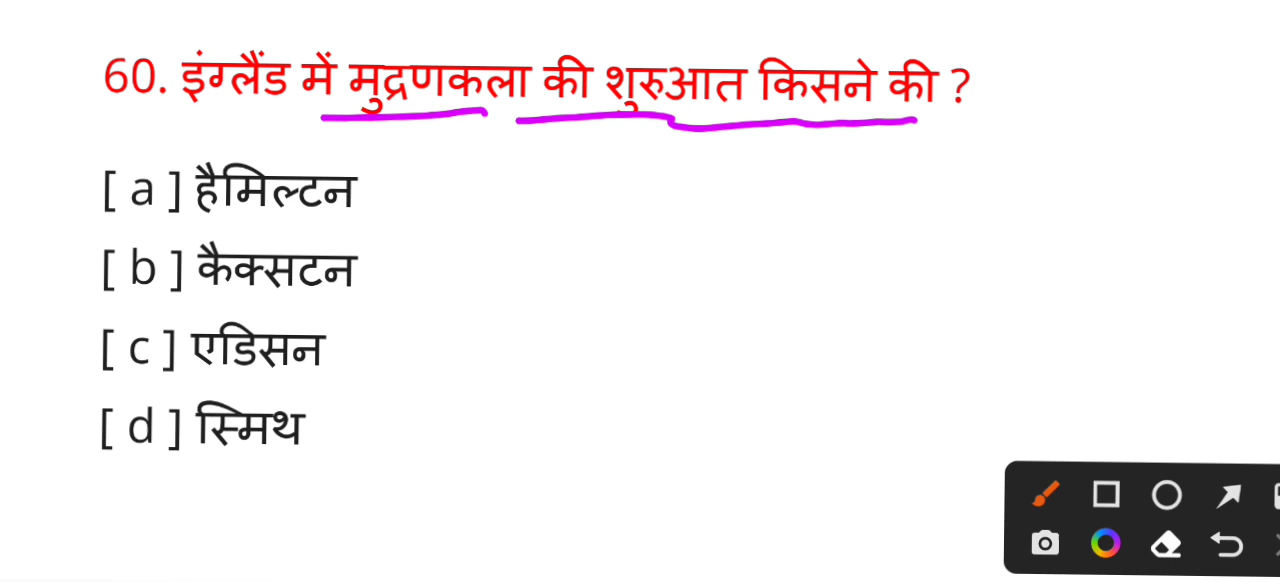 60. इंग्लैंड में मुद्रणकला की शुरुआत किसने की ?
[ a ] हैमिल्टन
[ b ] कैक्सटन
[ c ] एडिसन
[ d ] स्मिथ